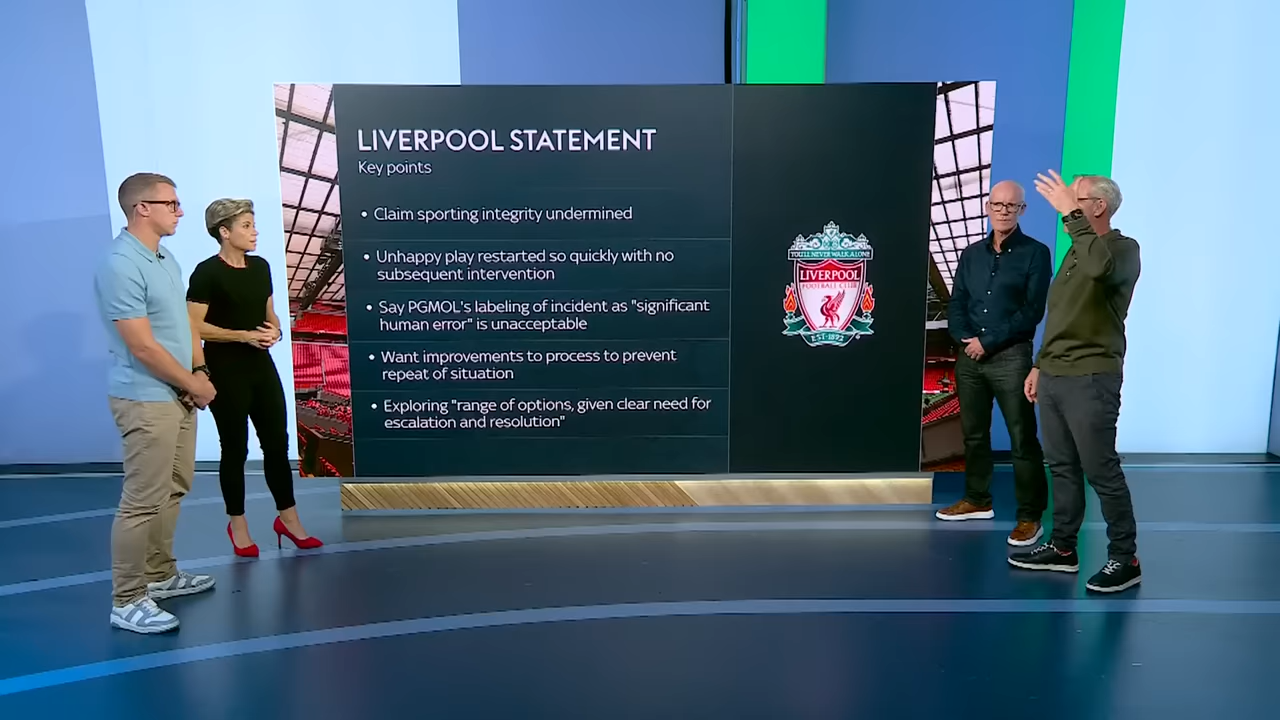 LIVERPOOL STATEMENT
Key points
• Claim sporting integrity undermined
• Unhappy play restarted so quickly with no
subsequent intervention
• Say PGMOL's labeling of incident as "significant
human error" is unacceptable
• Want improvements to process to prevent
repeat of situation
• Exploring "range of options, given clear need for
escalation and resolution"
YOU'LL NEVER WALK ALONE
LIVERPOOL
FOOTBALL CLUB
EST·1892